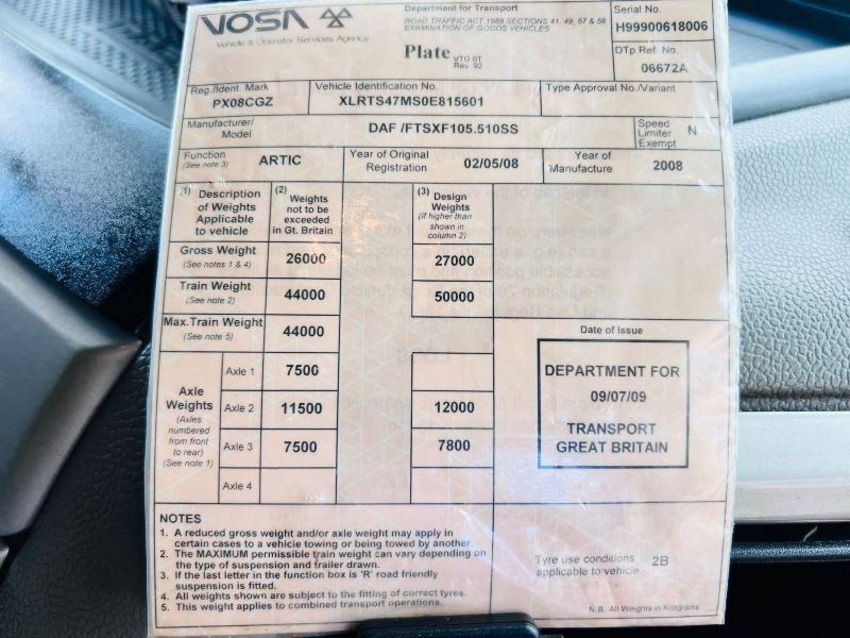 VOSA
Vehicle & Operator Services Agency
Department for Transport
ROAD TRAFFIC ACT 1988 SECTIONS 41, 49, 57 & 58
EXAMINATION OF GOODS VEHICLES
Plate VTG 6T
Rev. 92
Serial No.
H99900618006
DTp Ref. No.
06672A
Reg./Ident. Mark
PX08CGZ
Vehicle Identification No.
XLRTS47MS0E815601
Type Approval No./Variant
Manufacturer/
Model
DAF /FTSXF105.510SS
Speed
Limiter
Exempt
N
Function
(See note 3)
ARTIC
Year of Original
Registration
02/05/08
Year of
Manufacture
2008
(1) Description
of Weights
Applicable
to vehicle
(2) Weights
not to be
exceeded
in Gt. Britain
(3) Design
Weights
(if higher than
shown in
column 2)
Gross Weight
(See notes 1 & 4)
26000
27000
Train Weight
(See note 2)
44000
50000
Max.Train Weight
(See note 5)
44000
Axle
Weights
(Axles
numbered
from front
to rear)
(See note 1)
Axle 1
7500
Axle 2
11500
12000
Axle 3
7500
7800
Axle 4
Date of Issue
DEPARTMENT FOR
09/07/09
TRANSPORT
GREAT BRITAIN
NOTES
1. A reduced gross weight and/or axle weight may apply in
certain cases to a vehicle towing or being towed by another.
2. The MAXIMUM permissible train weight can vary depending on
the type of suspension and trailer drawn.
3. If the last letter in the function box is 'R' road friendly
suspension is fitted.
4. All weights shown are subject to the fitting of correct tyres.
5. This weight applies to combined transport operations.
Tyre use conditions
applicable to vehicle
2B
N.B. All Weights in Kilograms